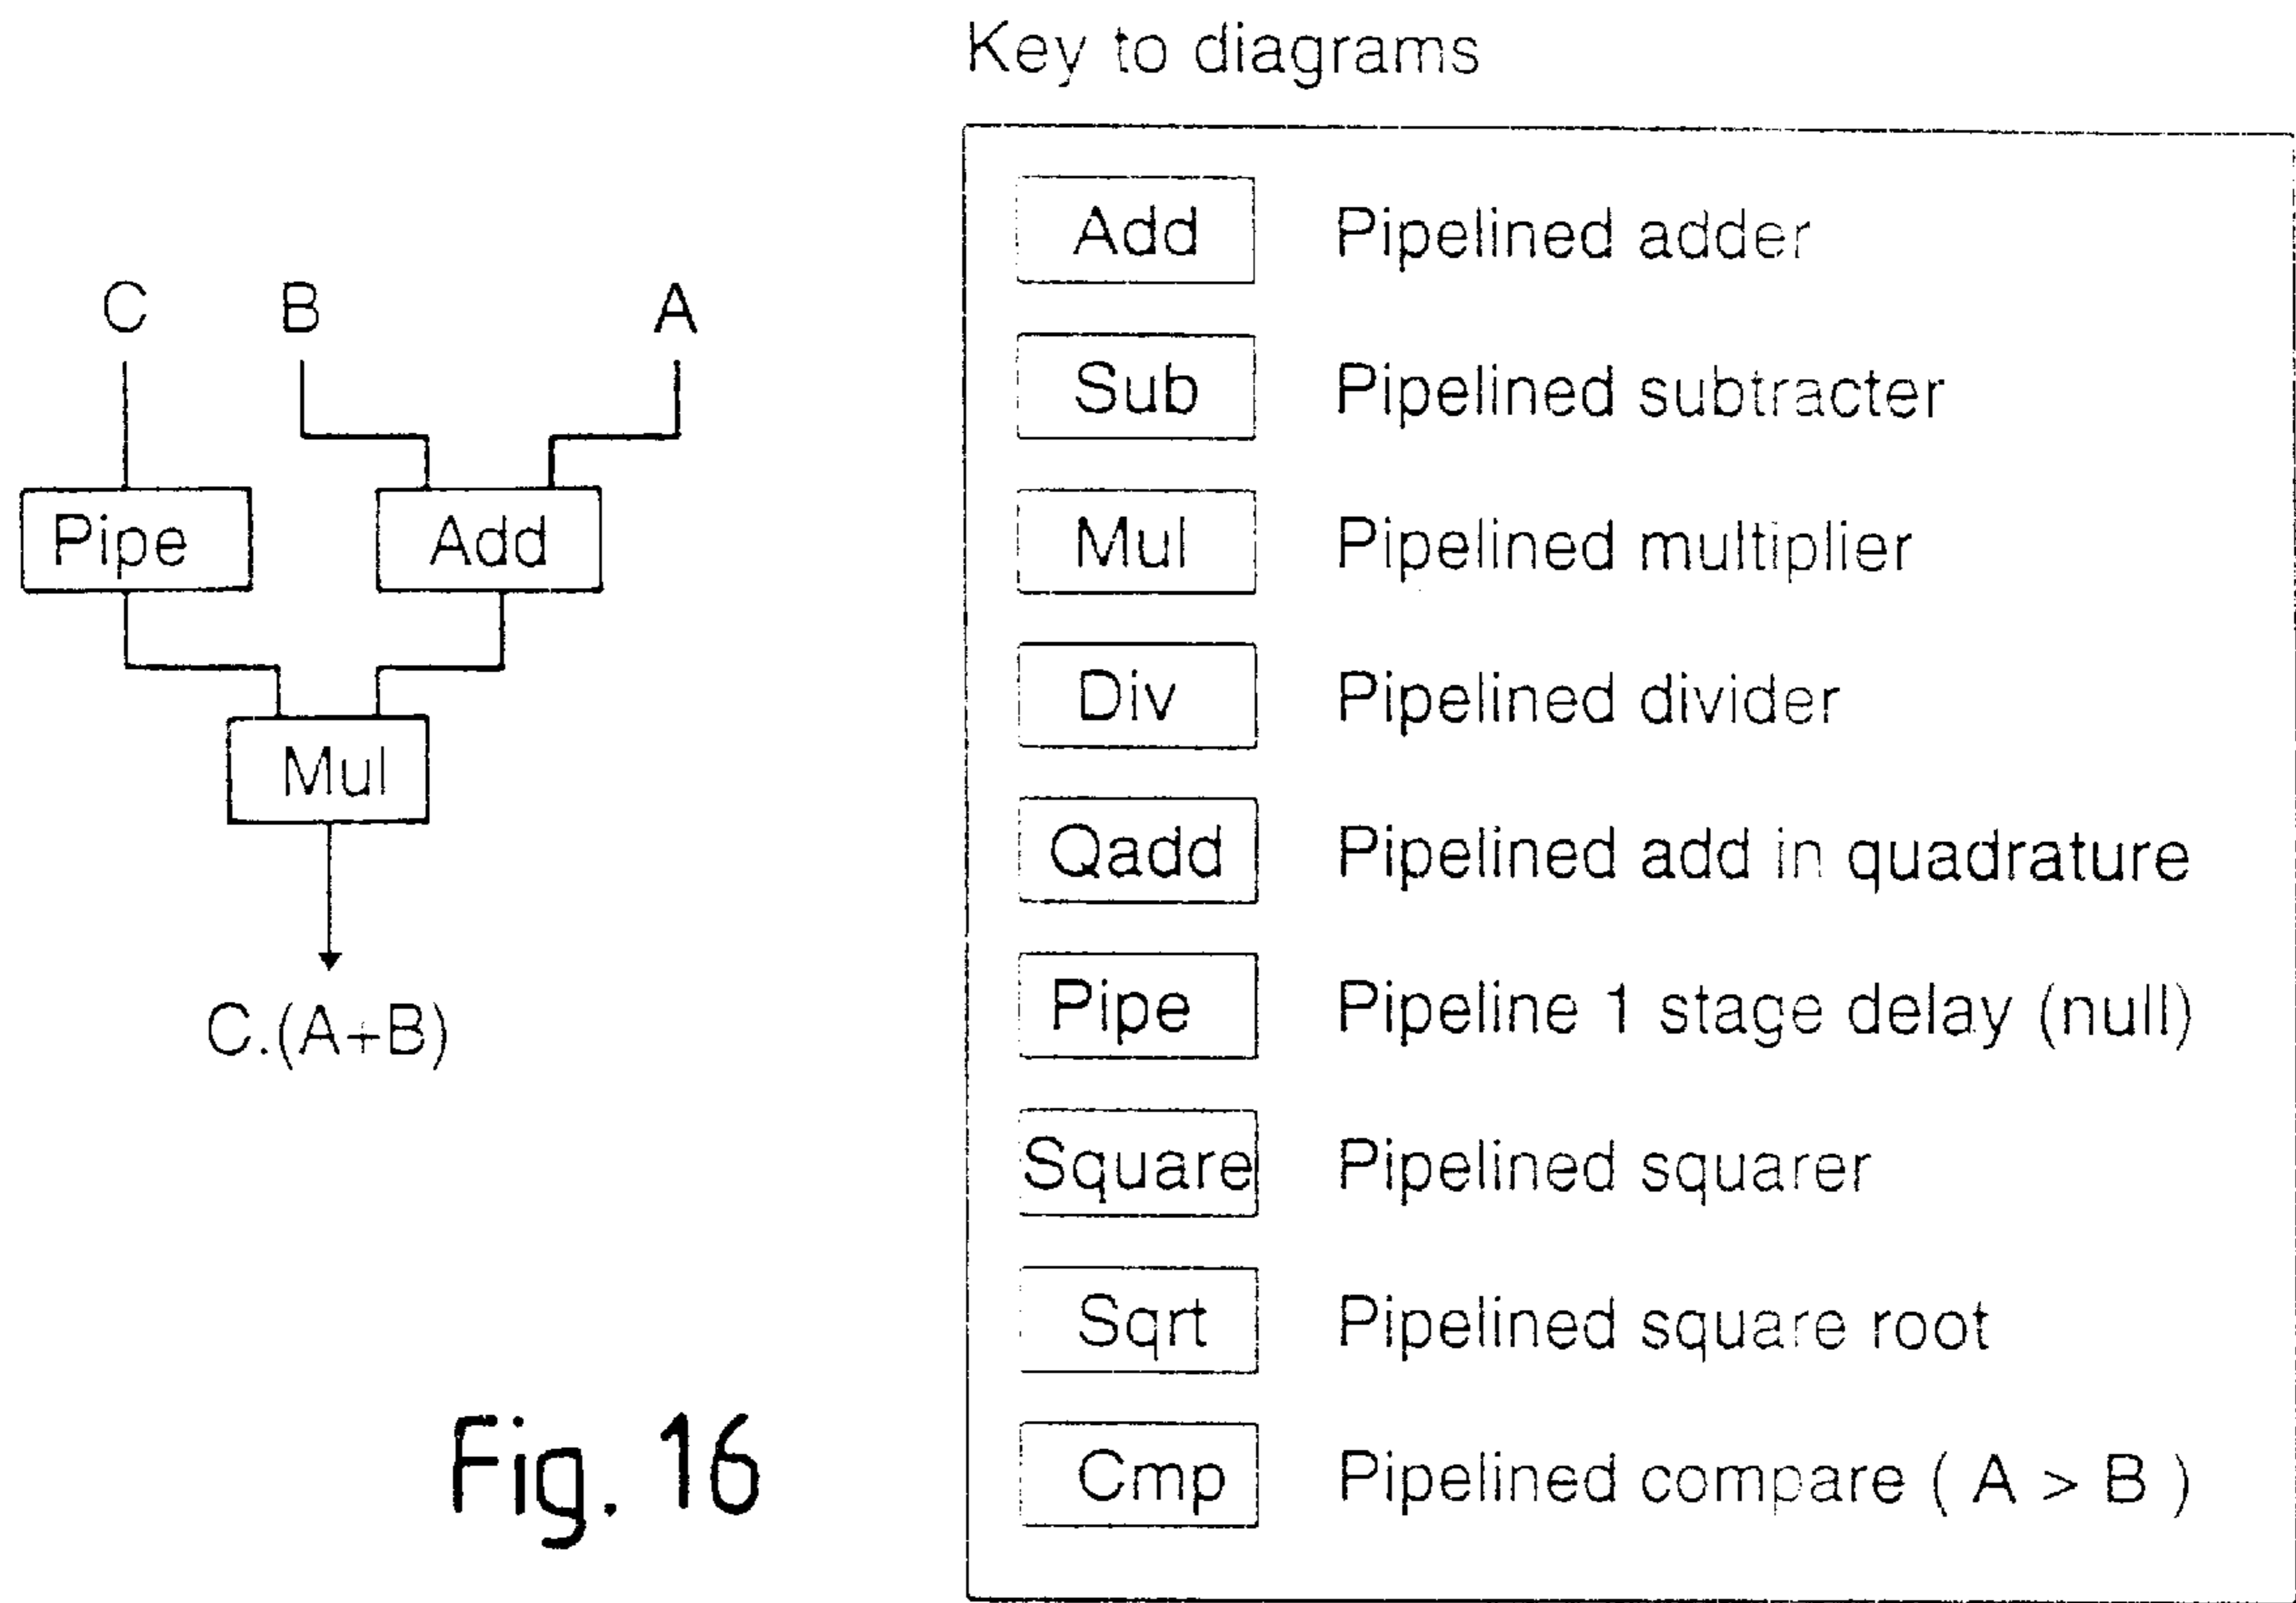 Key to diagrams
C B A
Pipe Add
Mul
C.(A+B)
Add Pipelined adder
Sub Pipelined subtracter
Mul Pipelined multiplier
Div Pipelined divider
Qadd Pipelined add in quadrature
Pipe Pipeline 1 stage delay (null)
Square Pipelined squarer
Sqrt Pipelined square root
Cmp Pipelined compare ( A > B )
Fig. 16